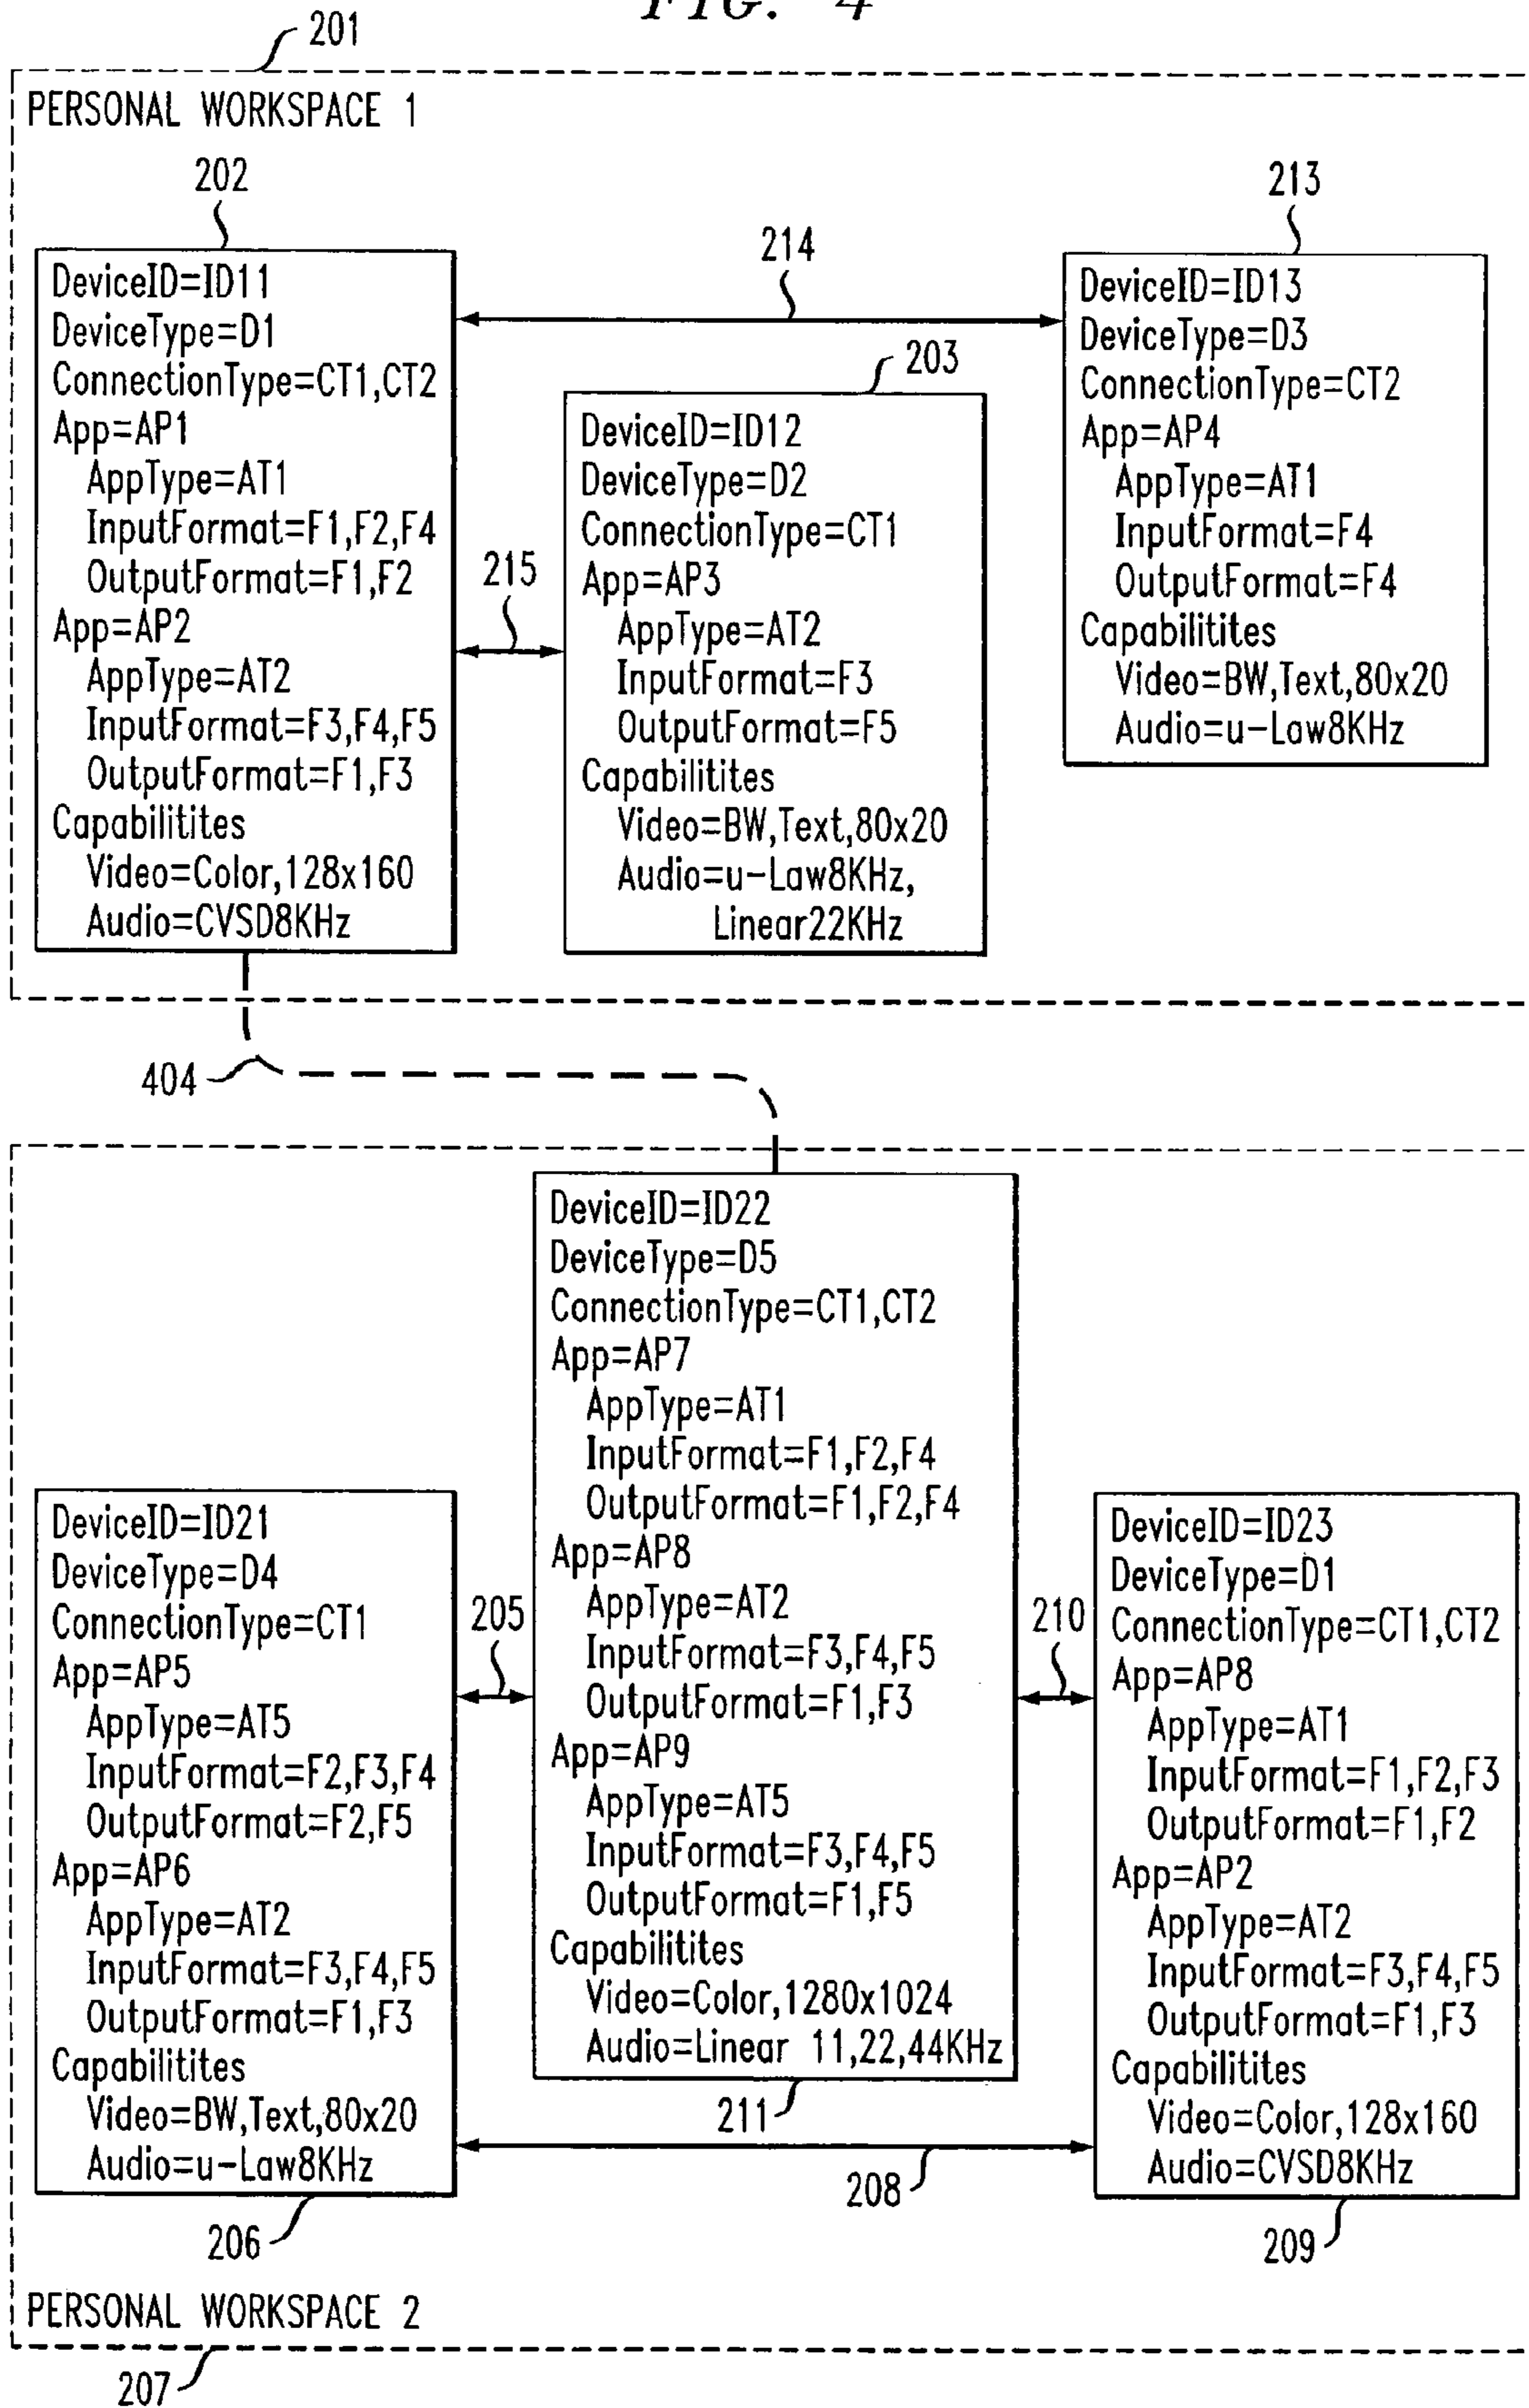 FIG. 4
201
PERSONAL WORKSPACE 1
202
DeviceID=ID11
DeviceType=D1
ConnectionType=CT1,CT2
App=AP1
AppType=AT1
InputFormat=F1,F2,F4
OutputFormat=F1,F2
App=AP2
AppType=AT2
InputFormat=F3,F4,F5
OutputFormat=F1,F3
Capabilitites
Video=Color,128x160
Audio=CVSD8KHz
214
215
203
DeviceID=ID12
DeviceType=D2
ConnectionType=CT1
App=AP3
AppType=AT2
InputFormat=F3
OutputFormat=F5
Capabilitites
Video=BW,Text,80x20
Audio=u-Law8KHz,
Linear22KHz
213
DeviceID=ID13
DeviceType=D3
ConnectionType=CT2
App=AP4
AppType=AT1
InputFormat=F4
OutputFormat=F4
Capabilitites
Video=BW,Text,80x20
Audio=u-Law8KHz
404
DeviceID=ID21
DeviceType=D4
ConnectionType=CT1
App=AP5
AppType=AT5
InputFormat=F2,F3,F4
OutputFormat=F2,F5
App=AP6
AppType=AT2
InputFormat=F3,F4,F5
OutputFormat=F1,F3
Capabilitites
Video=BW,Text,80x20
Audio=u-Law8KHz
206
205
DeviceID=ID22
DeviceType=D5
ConnectionType=CT1,CT2
App=AP7
AppType=AT1
InputFormat=F1,F2,F4
OutputFormat=F1,F2,F4
App=AP8
AppType=AT2
InputFormat=F3,F4,F5
OutputFormat=F1,F3
App=AP9
AppType=AT5
InputFormat=F3,F4,F5
OutputFormat=F1,F5
Capabilitites
Video=Color,1280x1024
Audio=Linear 11,22,44KHz
211
210
DeviceID=ID23
DeviceType=D1
ConnectionType=CT1,CT2
App=AP8
AppType=AT1
InputFormat=F1,F2,F3
OutputFormat=F1,F2
App=AP2
AppType=AT2
InputFormat=F3,F4,F5
OutputFormat=F1,F3
Capabilitites
Video=Color,128x160
Audio=CVSD8KHz
208
209
PERSONAL WORKSPACE 2
207